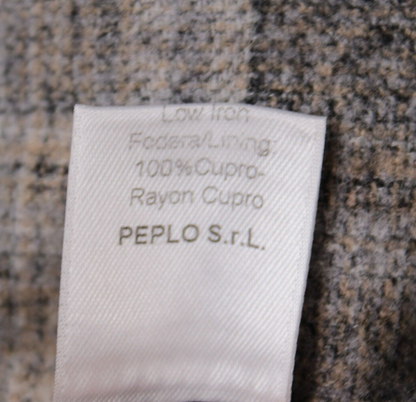 Low Iron
Fodera/Lining:
100%Cupro-
Rayon Cupro
PEPLO S.r.L.